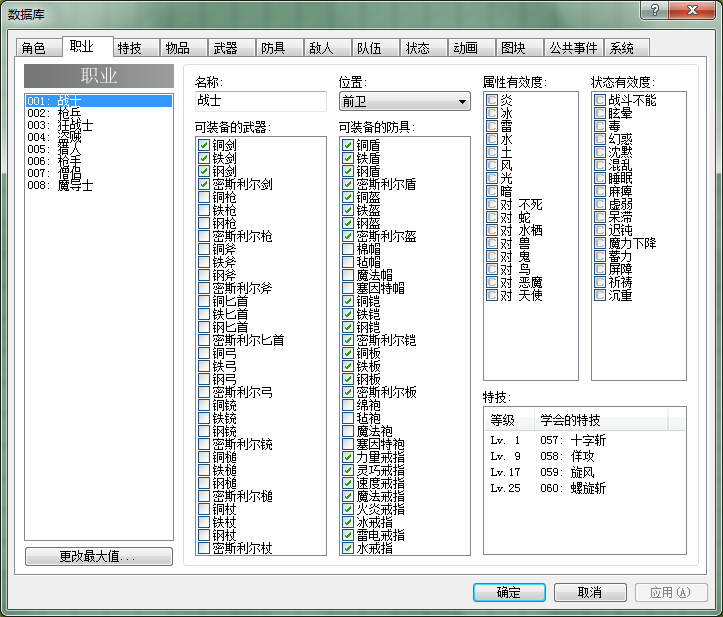 数据库
角色 职业 特技 物品 武器 防具 敌人 队伍 状态 动画 图块 公共事件 系统
职业
001: 战士
002: 枪兵
003: 狂战士
004: 盗贼
005: 猎人
006: 枪手
007: 僧侣
008: 魔导士
更改最大值...
名称:
战士
位置:
前卫
可装备的武器:
铜剑
铁剑
钢剑
密斯利尔剑
铜枪
铁枪
钢枪
密斯利尔枪
铜斧
铁斧
钢斧
密斯利尔斧
铜匕首
铁匕首
钢匕首
密斯利尔匕首
铜弓
铁弓
钢弓
密斯利尔弓
铜铳
铁铳
钢铳
密斯利尔铳
铜槌
铁槌
钢槌
密斯利尔槌
铜杖
铁杖
钢杖
密斯利尔杖
可装备的防具:
铜盾
铁盾
钢盾
密斯利尔盾
铜盔
铁盔
钢盔
密斯利尔盔
棉帽
毡帽
魔法帽
塞因特帽
铜铠
铁铠
钢铠
密斯利尔铠
铜板
铁板
钢板
密斯利尔板
绵袍
毡袍
魔法袍
塞因特袍
力量戒指
灵巧戒指
速度戒指
魔法戒指
火炎戒指
冰戒指
雷电戒指
水戒指
属性有效度:
炎
冰
雷
水
土
风
光
暗
对 不死
对 蛇
对 水栖
对 兽
对 鬼
对 鸟
对 恶魔
对 天使
状态有效度:
战斗不能
眩晕
毒
幻惑
沈默
混乱
睡眠
麻痹
虚弱
呆滞
迟钝
魔力下降
蓄力
屏障
祈祷
沉重
特技:
等级 学会的特技
Lv. 1 057: 十字斩
Lv. 9 058: 佯攻
Lv.17 059: 旋风
Lv.25 060: 螺旋斩
确定 取消 应用(A)